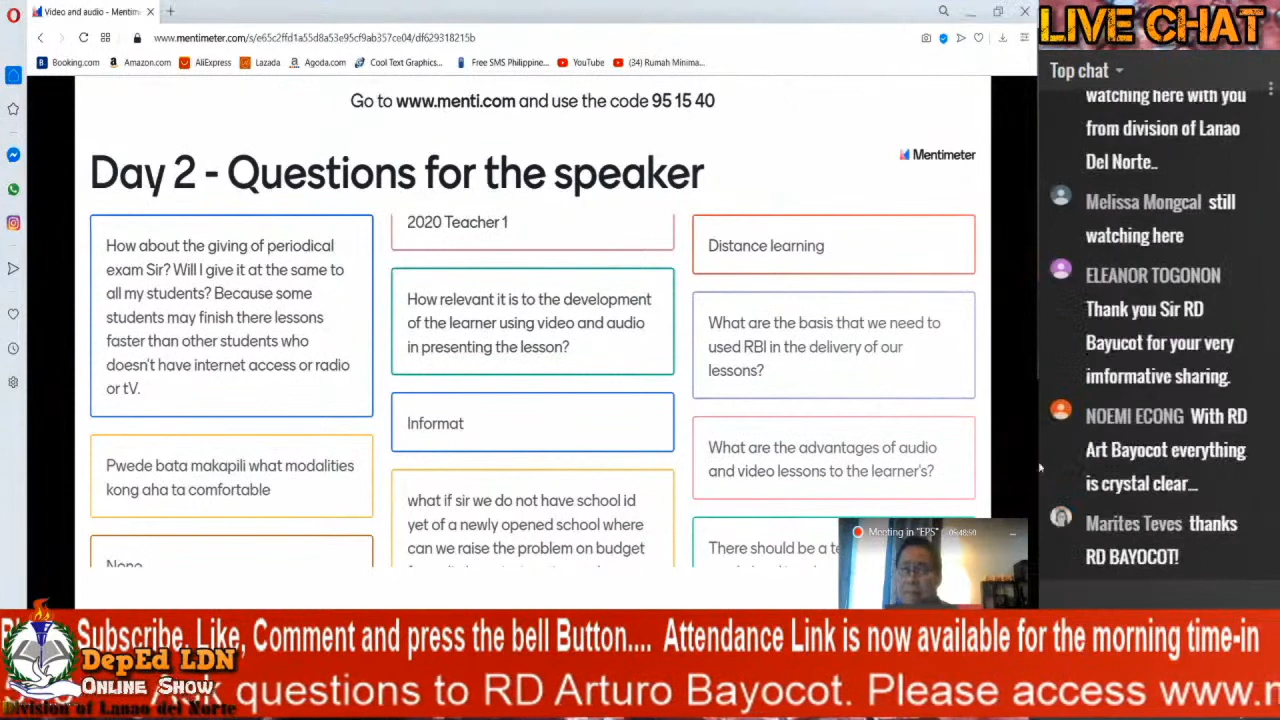 Video and audio - Mentim
www.mentimeter.com/s/e65c2ffd1a55d8a53e95cf9ab357ce04/df629318215b
Booking.com
Amazon.com
AliExpress
Lazada
Agoda.com
Cool Text Graphics...
Free SMS Philippine...
YouTube
(34) Rumah Minima...
Go to www.menti.com and use the code 95 15 40
Mentimeter
Day 2 - Questions for the speaker
How about the giving of periodical
exam Sir? Will I give it at the same to
all my students? Because some
students may finish there lessons
faster than other students who
doesn't have internet access or radio
or tV.
Pwede bata makapili what modalities
kong aha ta comfortable
None
2020 Teacher 1
How relevant it is to the development
of the learner using video and audio
in presenting the lesson?
Informat
what if sir we do not have school id
yet of a newly opened school where
can we raise the problem on budget
Distance learning
What are the basis that we need to
used RBI in the delivery of our
lessons?
What are the advantages of audio
and video lessons to the learner's?
There should be a te
Meeting in "EPS"
LIVE CHAT
Top chat
watching here with you
from division of Lanao
Del Norte..
Melissa Mongcal still
watching here
ELEANOR TOGONON
Thank you Sir RD
Bayucot for your very
imformative sharing.
NOEMI ECONG With RD
Art Bayocot everything
is crystal clear...
Marites Teves thanks
RD BAYOCOT!
Subscribe, Like, Comment and press the bell Button.... Attendance Link is now available for the morning time-in
questions to RD Arturo Bayocot. Please access www.m
DepEd LDN
ONLINE SHOW
Division of Lanao del Norte